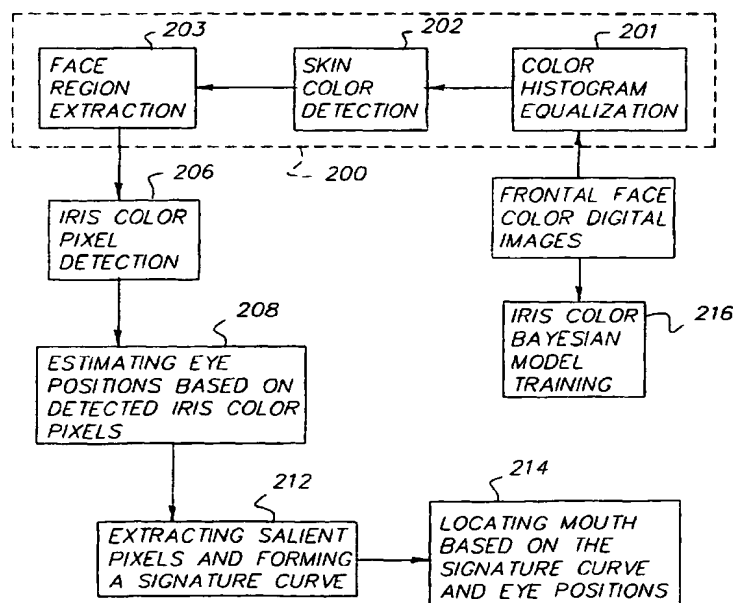 203
202
201
FACE
REGION
EXTRACTION
SKIN
COLOR
DETECTION
COLOR
HISTOGRAM
EQUALIZATION
200
206
IRIS COLOR
PIXEL
DETECTION
FRONTAL FACE
COLOR DIGITAL
IMAGES
208
ESTIMATING EYE
POSITIONS BASED ON
DETECTED IRIS COLOR
PIXELS
IRIS COLOR
BAYESIAN
MODEL
TRAINING
216
212
EXTRACTING SALIENT
PIXELS AND FORMING
A SIGNATURE CURVE
214
LOCATING MOUTH
BASED ON THE
SIGNATURE CURVE
AND EYE POSITIONS